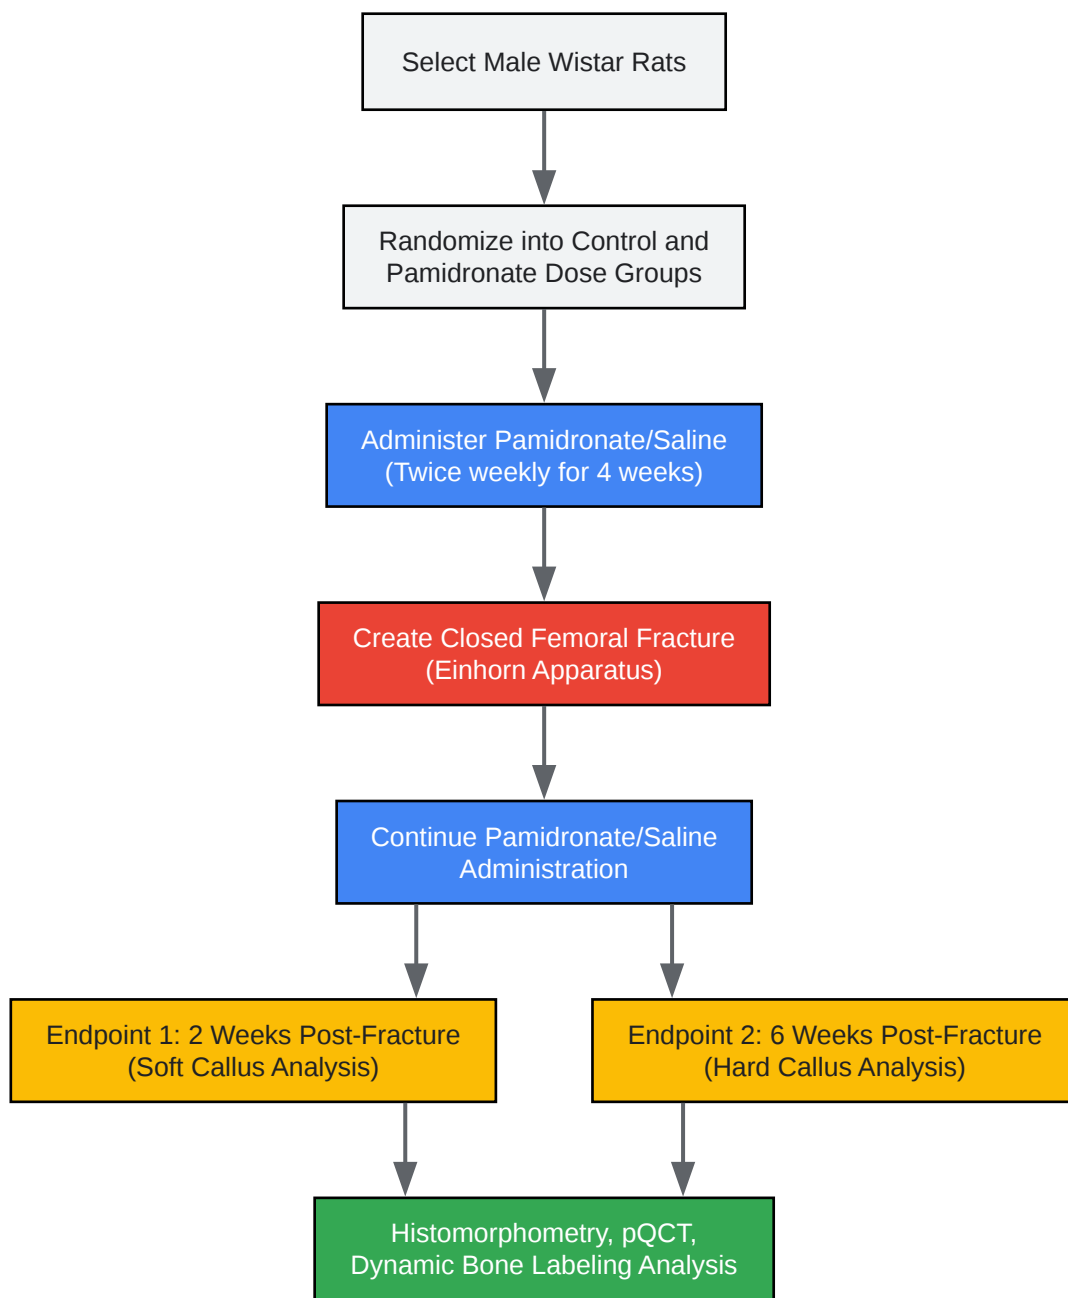 Select Male Wistar Rats
Randomize into Control and
Pamidronate Dose Groups
Administer Pamidronate/Saline
(Twice weekly for 4 weeks)
Create Closed Femoral Fracture
(Einhorn Apparatus)
Continue Pamidronate/Saline
Administration
Endpoint 1: 2 Weeks Post-Fracture
(Soft Callus Analysis)
Endpoint 2: 6 Weeks Post-Fracture
(Hard Callus Analysis)
Histomorphometry, pQCT,
Dynamic Bone Labeling Analysis